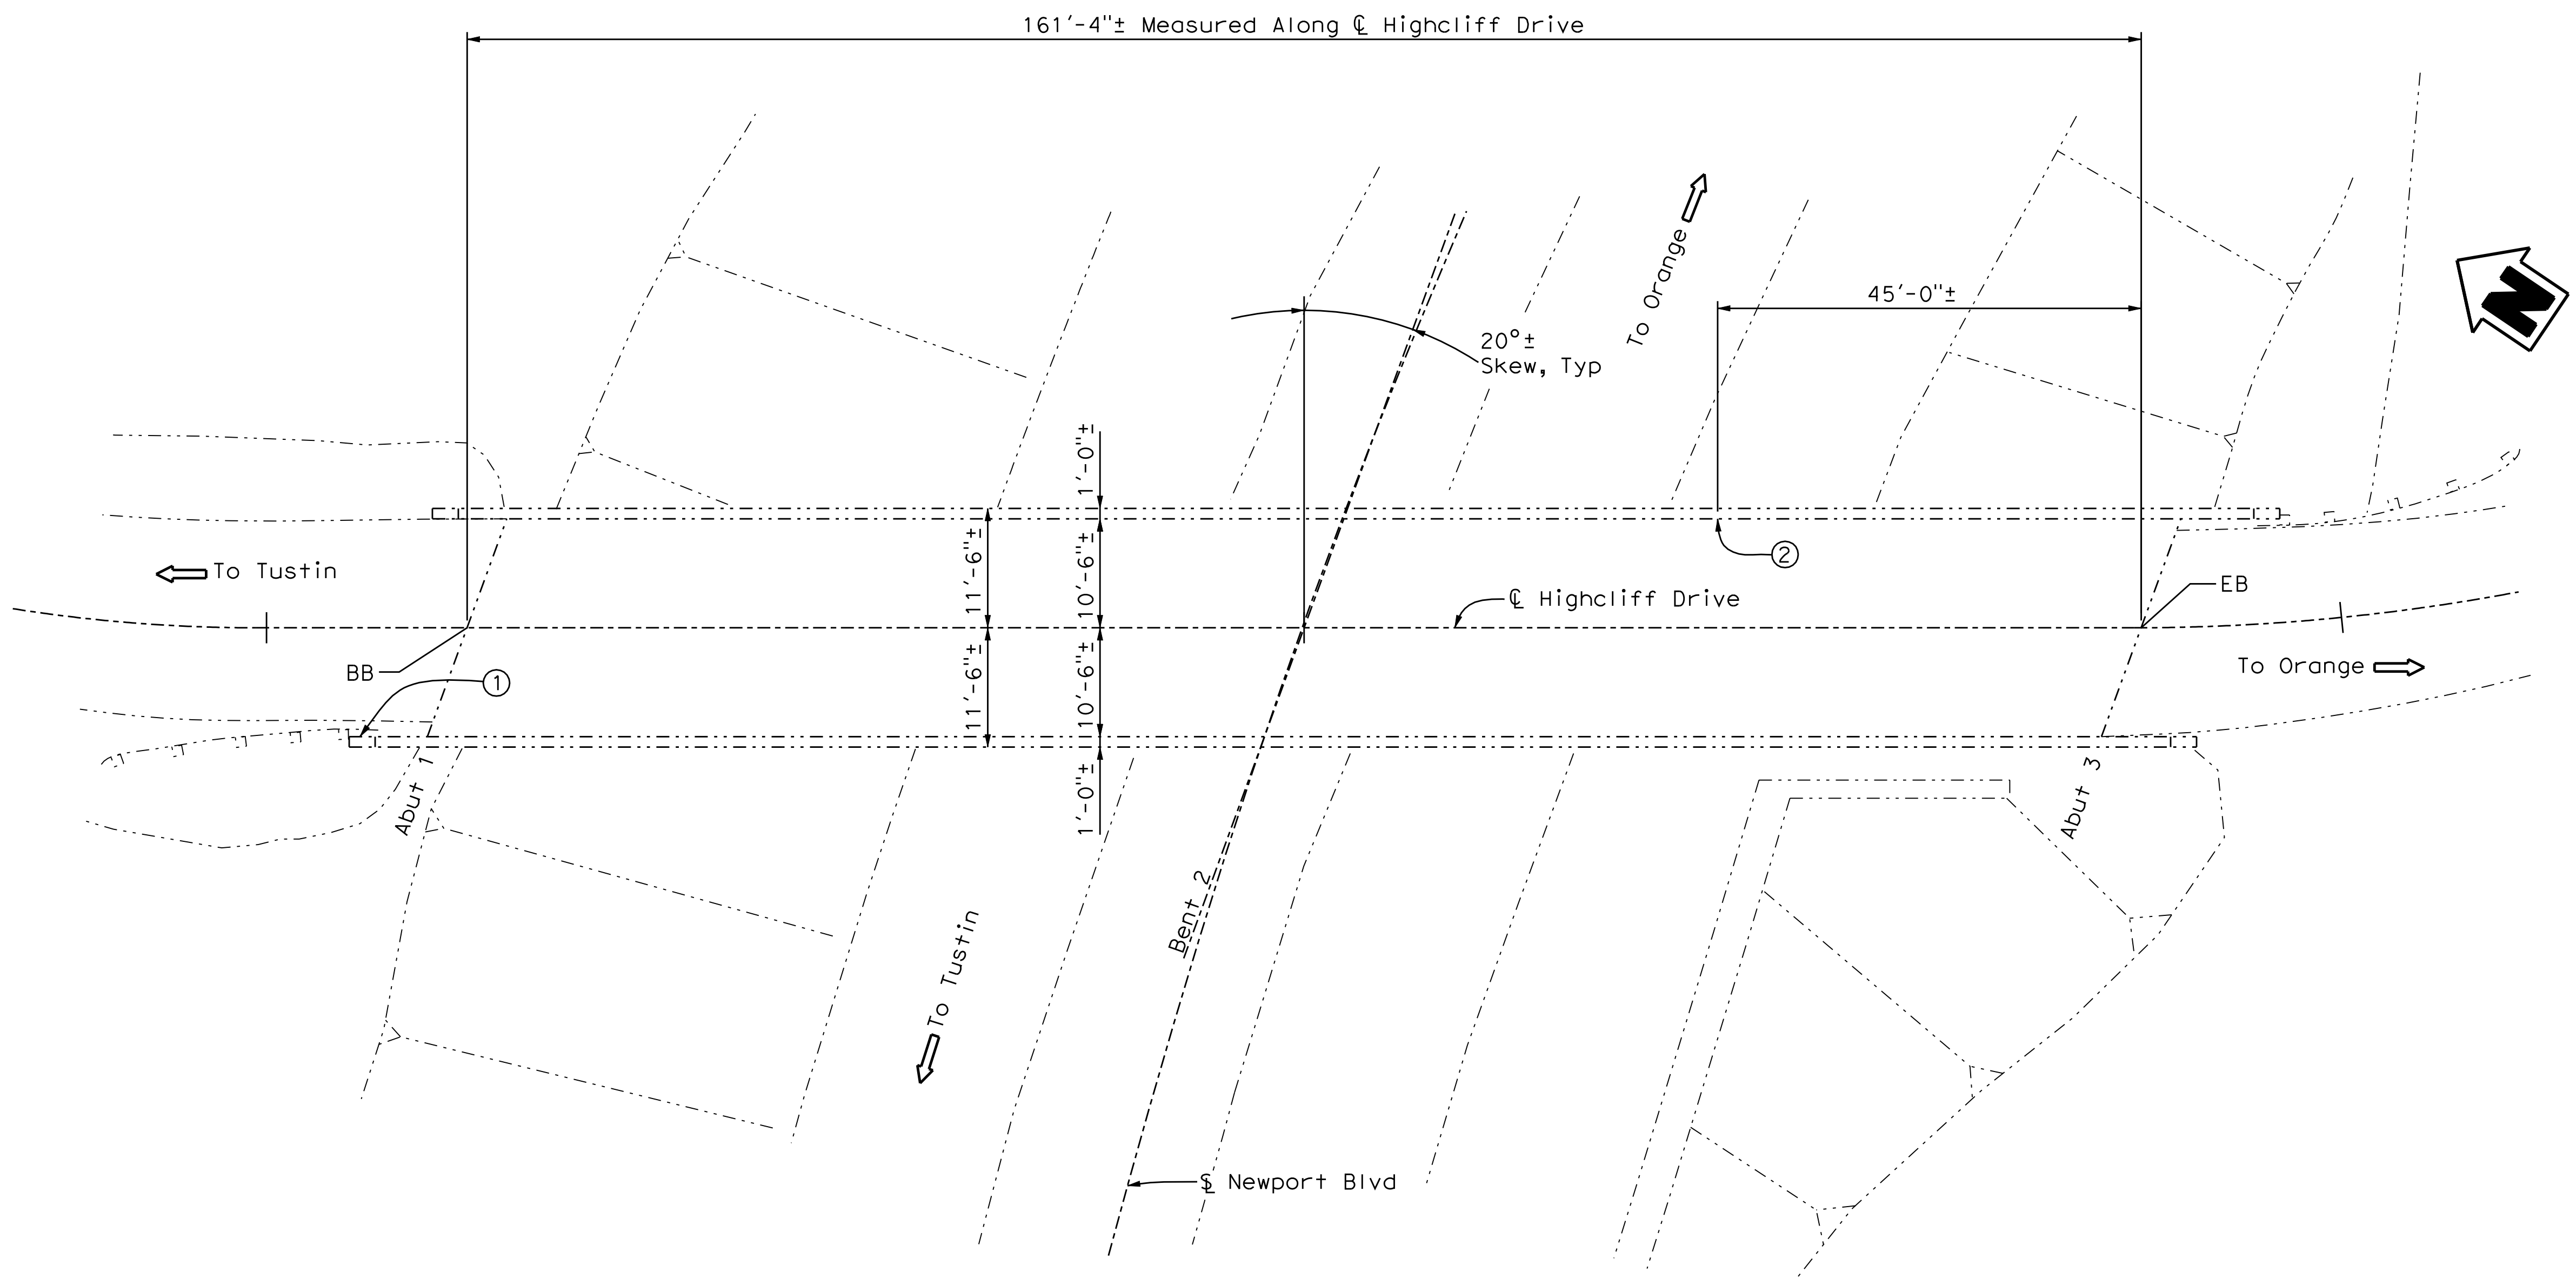 161'-4"± Measured Along ℄ Highcliff Drive
N
To Orange
45'-0"±
20°±
Skew, Typ
1'-0"±
11'-6"±
10'-6"±
2
To Tustin
℄ Highcliff Drive
EB
BB
1
11'-6"±
10'-6"±
To Orange
Abut 1
1'-0"±
Abut 3
Bent 2
To Tustin
SL Newport Blvd